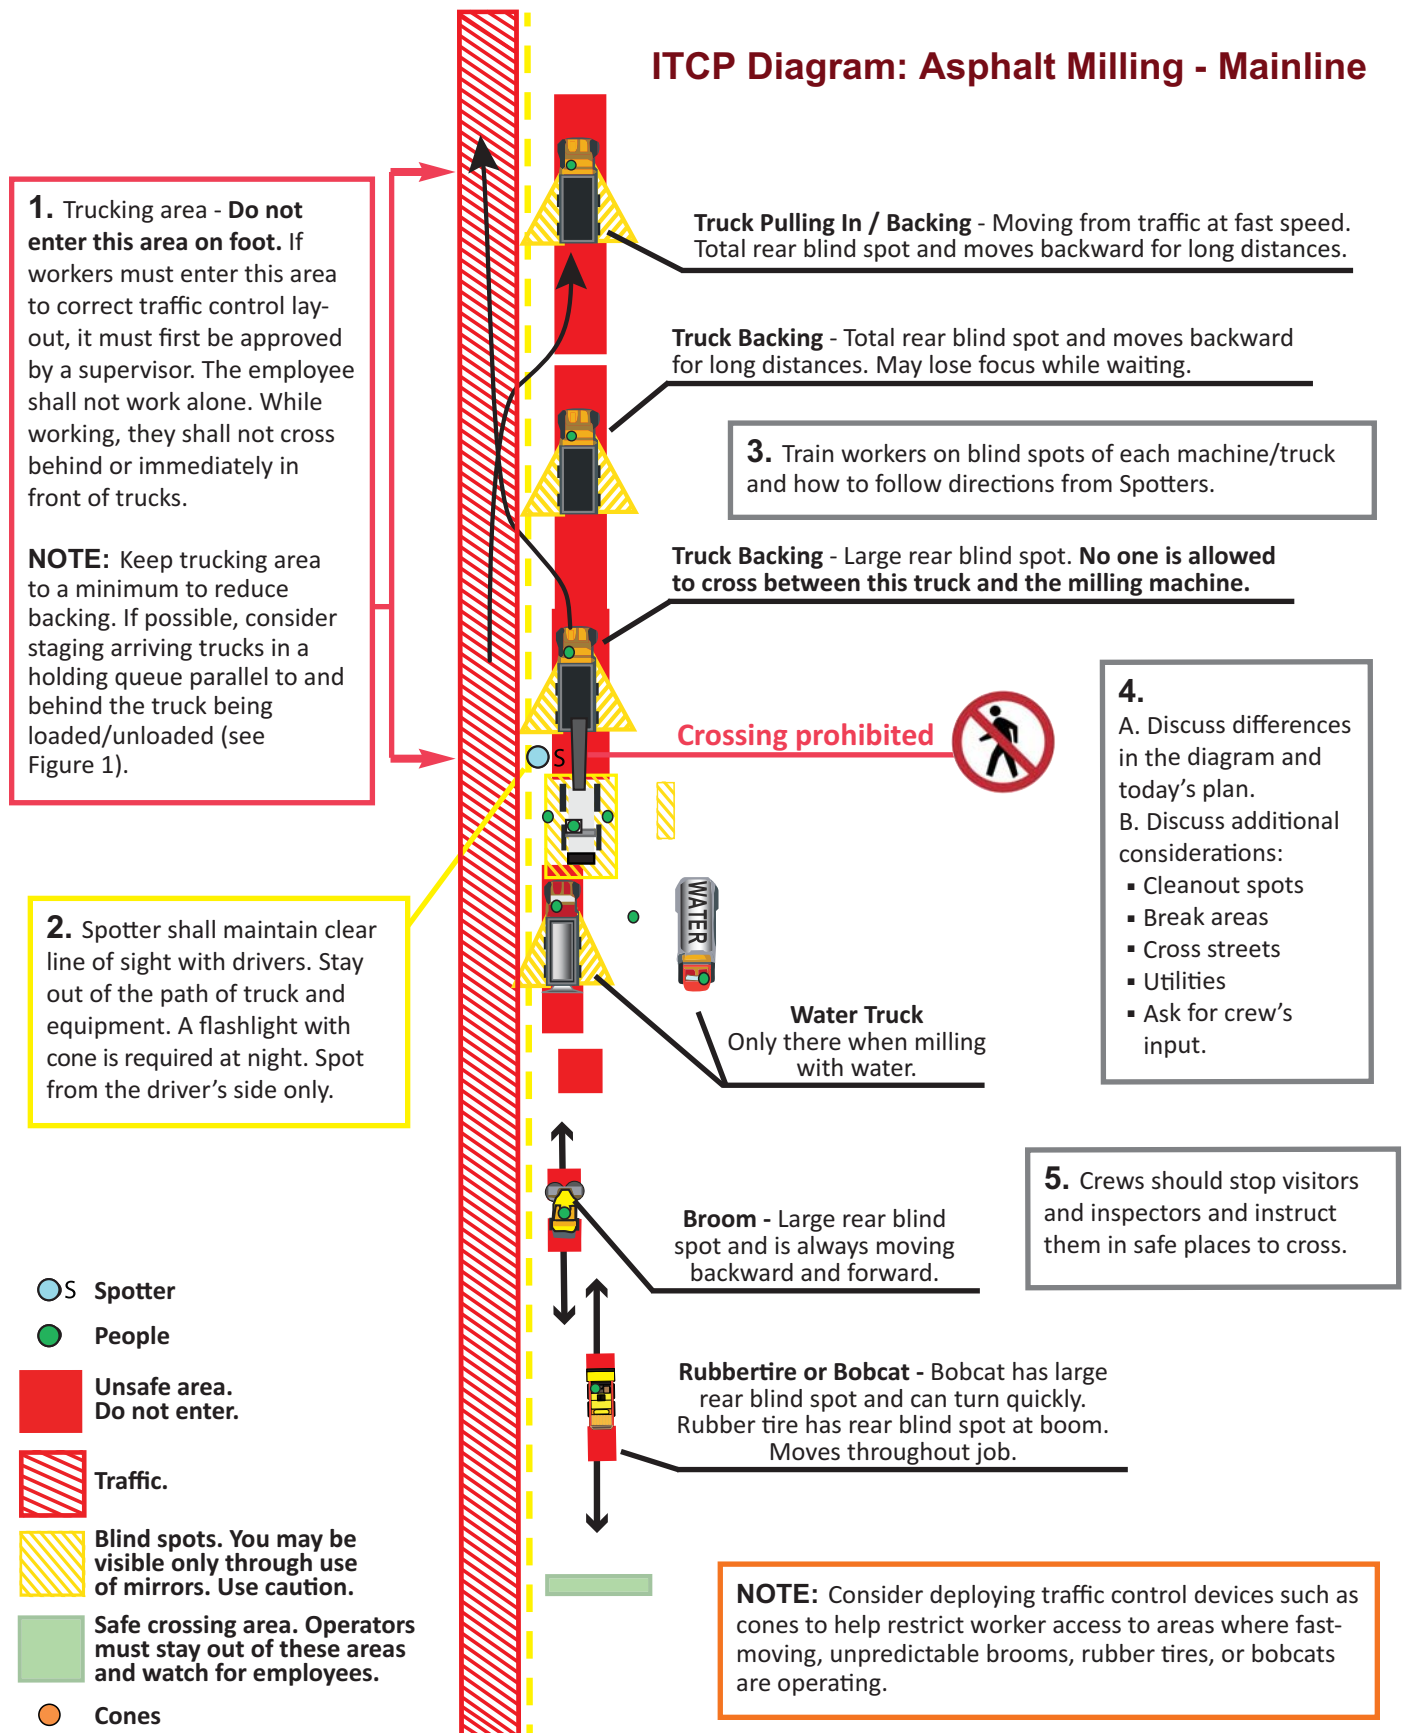 ITCP Diagram: Asphalt Milling - Mainline
1. Trucking area - Do not
enter this area on foot. If
workers must enter this area
to correct traffic control lay-
out, it must first be approved
by a supervisor. The employee
shall not work alone. While
working, they shall not cross
behind or immediately in
front of trucks.
NOTE: Keep trucking area
to a minimum to reduce
backing. If possible, consider
staging arriving trucks in a
holding queue parallel to and
behind the truck being
loaded/unloaded (see
Figure 1).
Truck Pulling In / Backing - Moving from traffic at fast speed.
Total rear blind spot and moves backward for long distances.
Truck Backing - Total rear blind spot and moves backward
for long distances. May lose focus while waiting.
3. Train workers on blind spots of each machine/truck
and how to follow directions from Spotters.
Truck Backing - Large rear blind spot. No one is allowed
to cross between this truck and the milling machine.
Crossing prohibited
S
4.
A. Discuss differences
in the diagram and
today's plan.
B. Discuss additional
considerations:
▪ Cleanout spots
▪ Break areas
▪ Cross streets
▪ Utilities
▪ Ask for crew's
input.
2. Spotter shall maintain clear
line of sight with drivers. Stay
out of the path of truck and
equipment. A flashlight with
cone is required at night. Spot
from the driver's side only.
WATER
Water Truck
Only there when milling
with water.
5. Crews should stop visitors
and inspectors and instruct
them in safe places to cross.
Broom - Large rear blind
spot and is always moving
backward and forward.
Rubbertire or Bobcat - Bobcat has large
rear blind spot and can turn quickly.
Rubber tire has rear blind spot at boom.
Moves throughout job.
S Spotter
People
Unsafe area.
Do not enter.
Traffic.
Blind spots. You may be
visible only through use
of mirrors. Use caution.
Safe crossing area. Operators
must stay out of these areas
and watch for employees.
Cones
NOTE: Consider deploying traffic control devices such as
cones to help restrict worker access to areas where fast-
moving, unpredictable brooms, rubber tires, or bobcats
are operating.